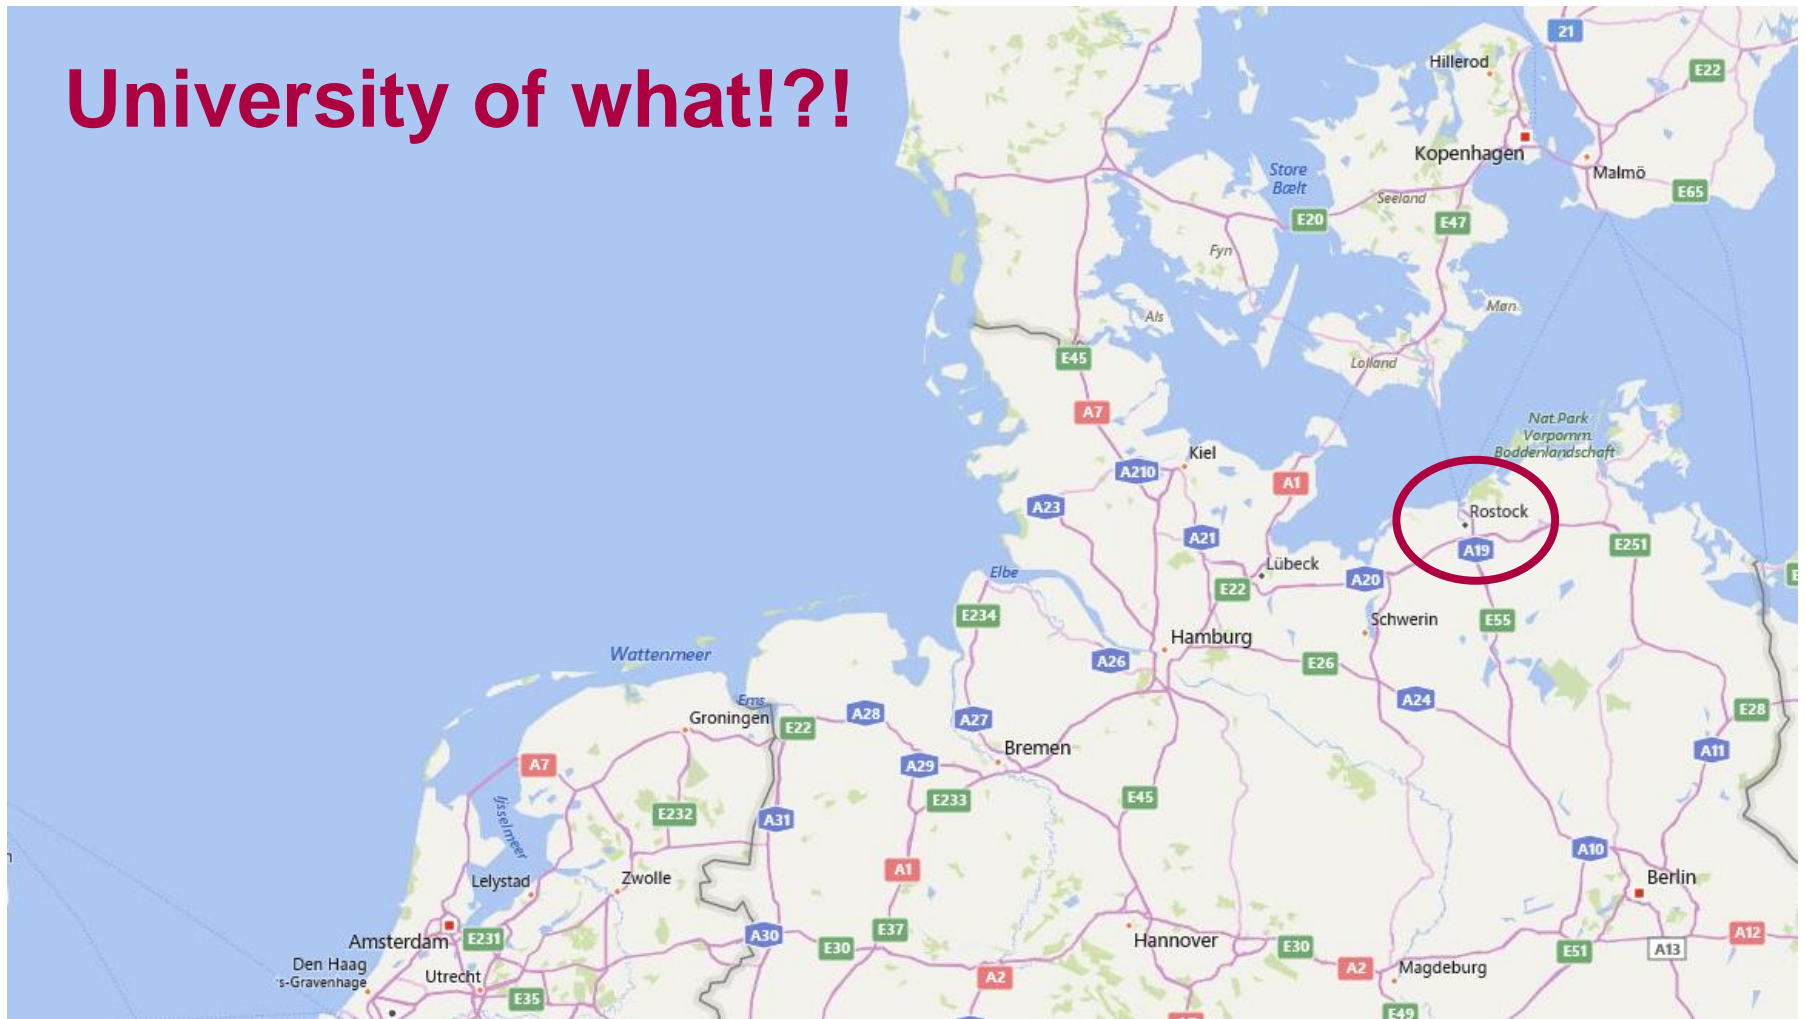 University of what!?!
21
Hillerod
E22
Kopenhagen
Malmö
Store
Bælt
Seeland
E65
E20
E47
Fyn
Møn
Als
E45
Lolland
A7
Nat.Park
Vorpomm.
Boddenlandschaft
Kiel
A210
A1
A23
Rostock
A21
A19
E251
Elbe
Lübeck
A20
E22
E234
Schwerin
E55
Hamburg
Wattenmeer
A26
E26
Ems
A24
Groningen
E22
A28
A27
E28
Bremen
A11
A7
A29
Ijsselmeer
E233
E45
E232
A31
A10
A1
Lelystad
Zwolle
Berlin
Amsterdam
E231
A30
E30
E37
Hannover
E30
E51
A13
A12
Den Haag
's-Gravenhage
Utrecht
A2
A2
Magdeburg
E35
E49